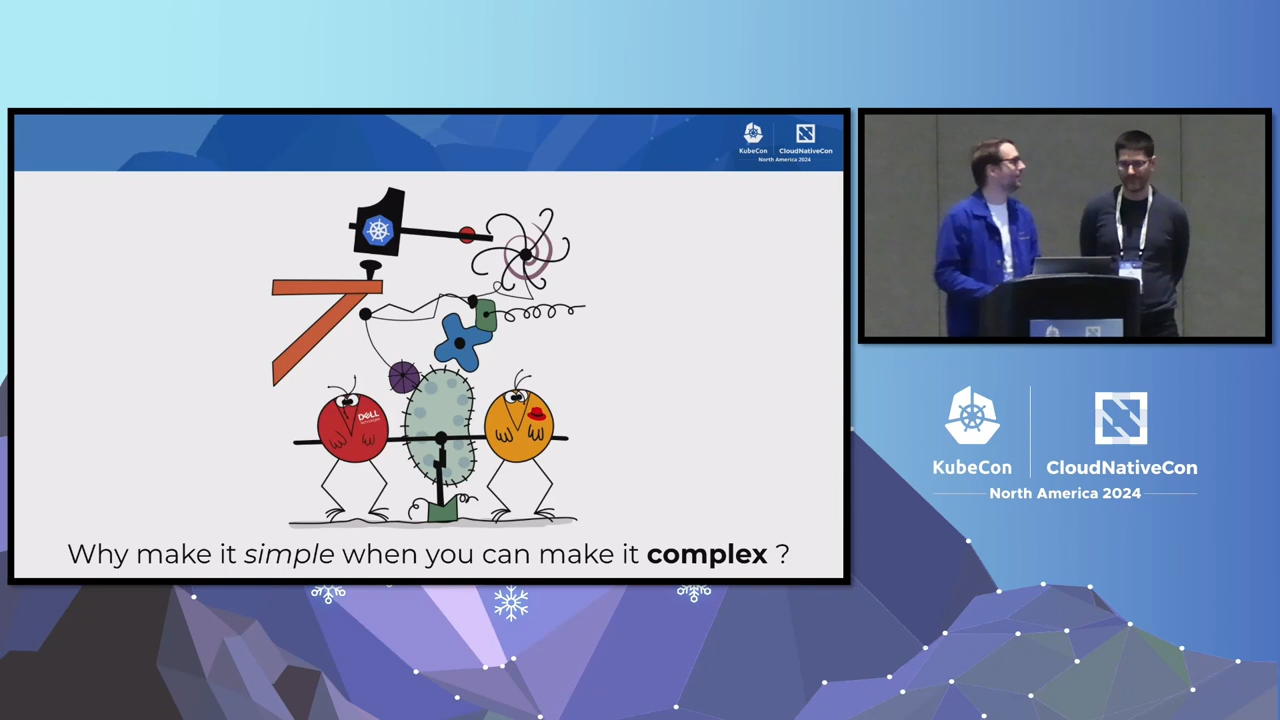 KubeCon
CloudNativeCon
North America 2024
DELL
Why make it simple when you can make it complex ?
KubeCon
CloudNativeCon
North America 2024